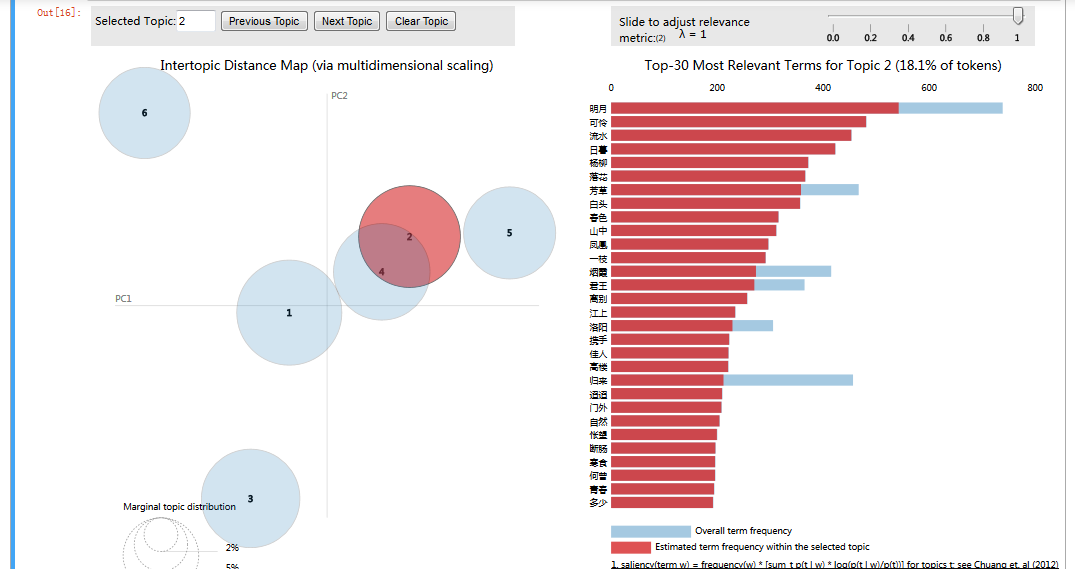 Out[16]:
Selected Topic: 2 Previous Topic Next Topic Clear Topic
Slide to adjust relevance
metric:(2) λ = 1
0.0 0.2 0.4 0.6 0.8 1
Intertopic Distance Map (via multidimensional scaling)
PC2
PC1
6
2
5
4
1
3
Marginal topic distribution
2%
5%
Top-30 Most Relevant Terms for Topic 2 (18.1% of tokens)
0 200 400 600 800
明月
可怜
流水
日暮
杨柳
落花
芳草
白头
春色
山中
凤凰
一枝
烟霞
君王
离别
江上
洛阳
携手
佳人
高楼
归来
迢迢
门外
自然
怅望
断肠
寒食
何曾
青春
多少
Overall term frequency
Estimated term frequency within the selected topic
1. saliency(term w) = frequency(w) * [sum_t p(t | w) * log(p(t | w)/p(t))] for topics t; see Chuang et. al (2012)